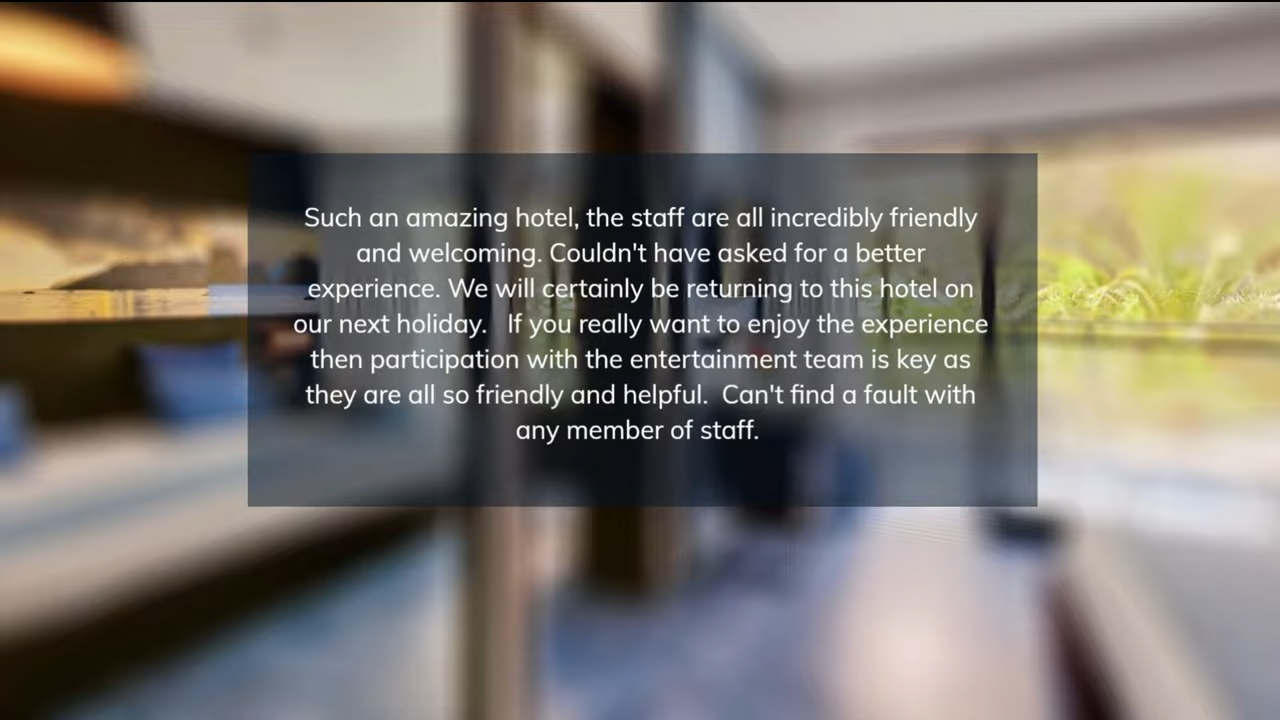 Such an amazing hotel, the staff are all incredibly friendly
and welcoming. Couldn't have asked for a better
experience. We will certainly be returning to this hotel on
our next holiday.   If you really want to enjoy the experience
then participation with the entertainment team is key as
they are all so friendly and helpful.  Can't find a fault with
any member of staff.